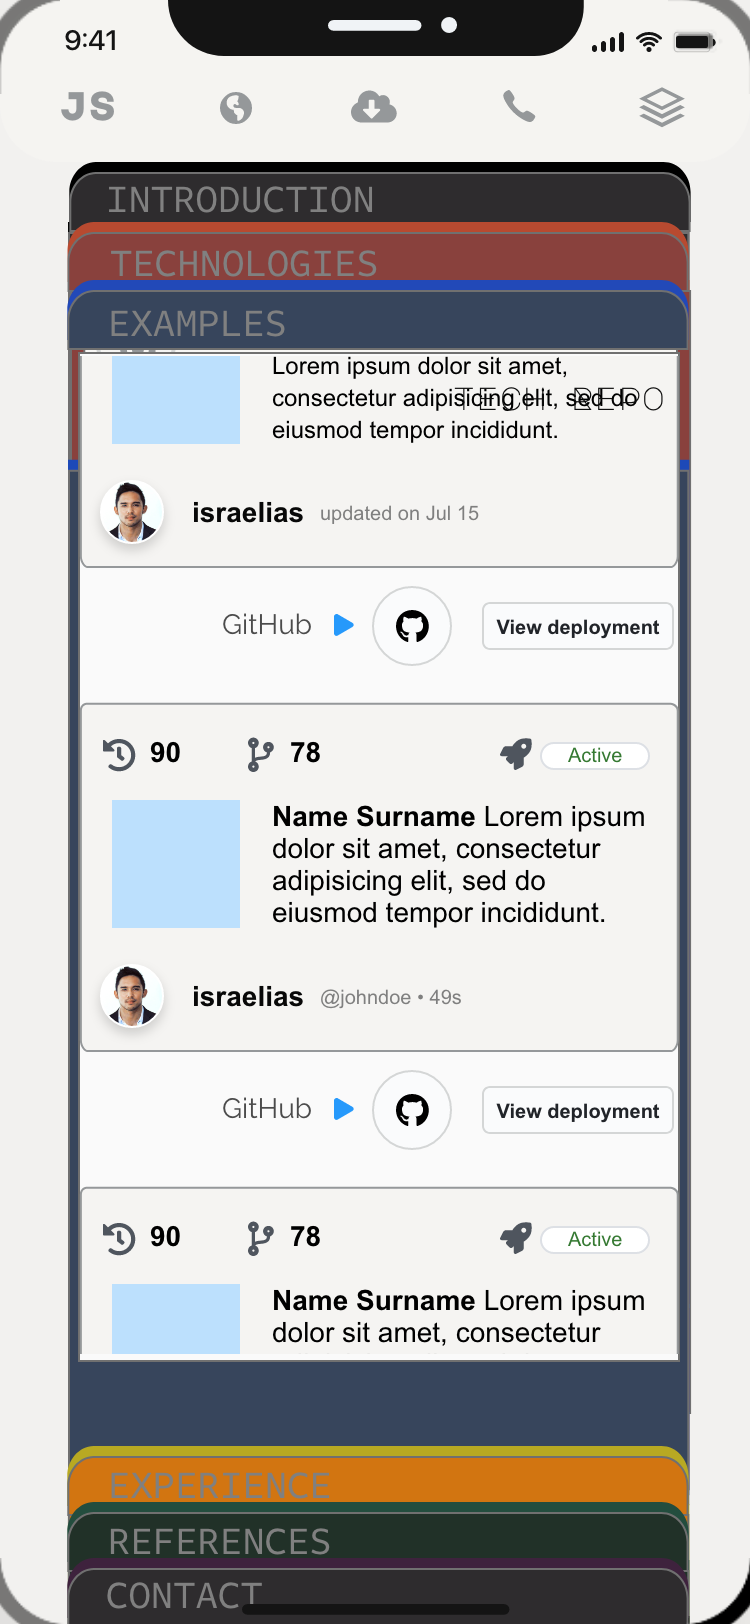 9:41
JS
INTRODUCTION
TECHNOLOGIES
EXAMPLES
Lorem ipsum dolor sit amet,
consectetur adipisicing elit, sed do
TECH REPO
eiusmod tempor incididunt.
israelias updated on Jul 15
GitHub View deployment
90 78 Active
Name Surname Lorem ipsum
dolor sit amet, consectetur
adipisicing elit, sed do
eiusmod tempor incididunt.
israelias @johndoe • 49s
GitHub View deployment
90 78 Active
Name Surname Lorem ipsum
dolor sit amet, consectetur
EXPERIENCE
REFERENCES
CONTACT